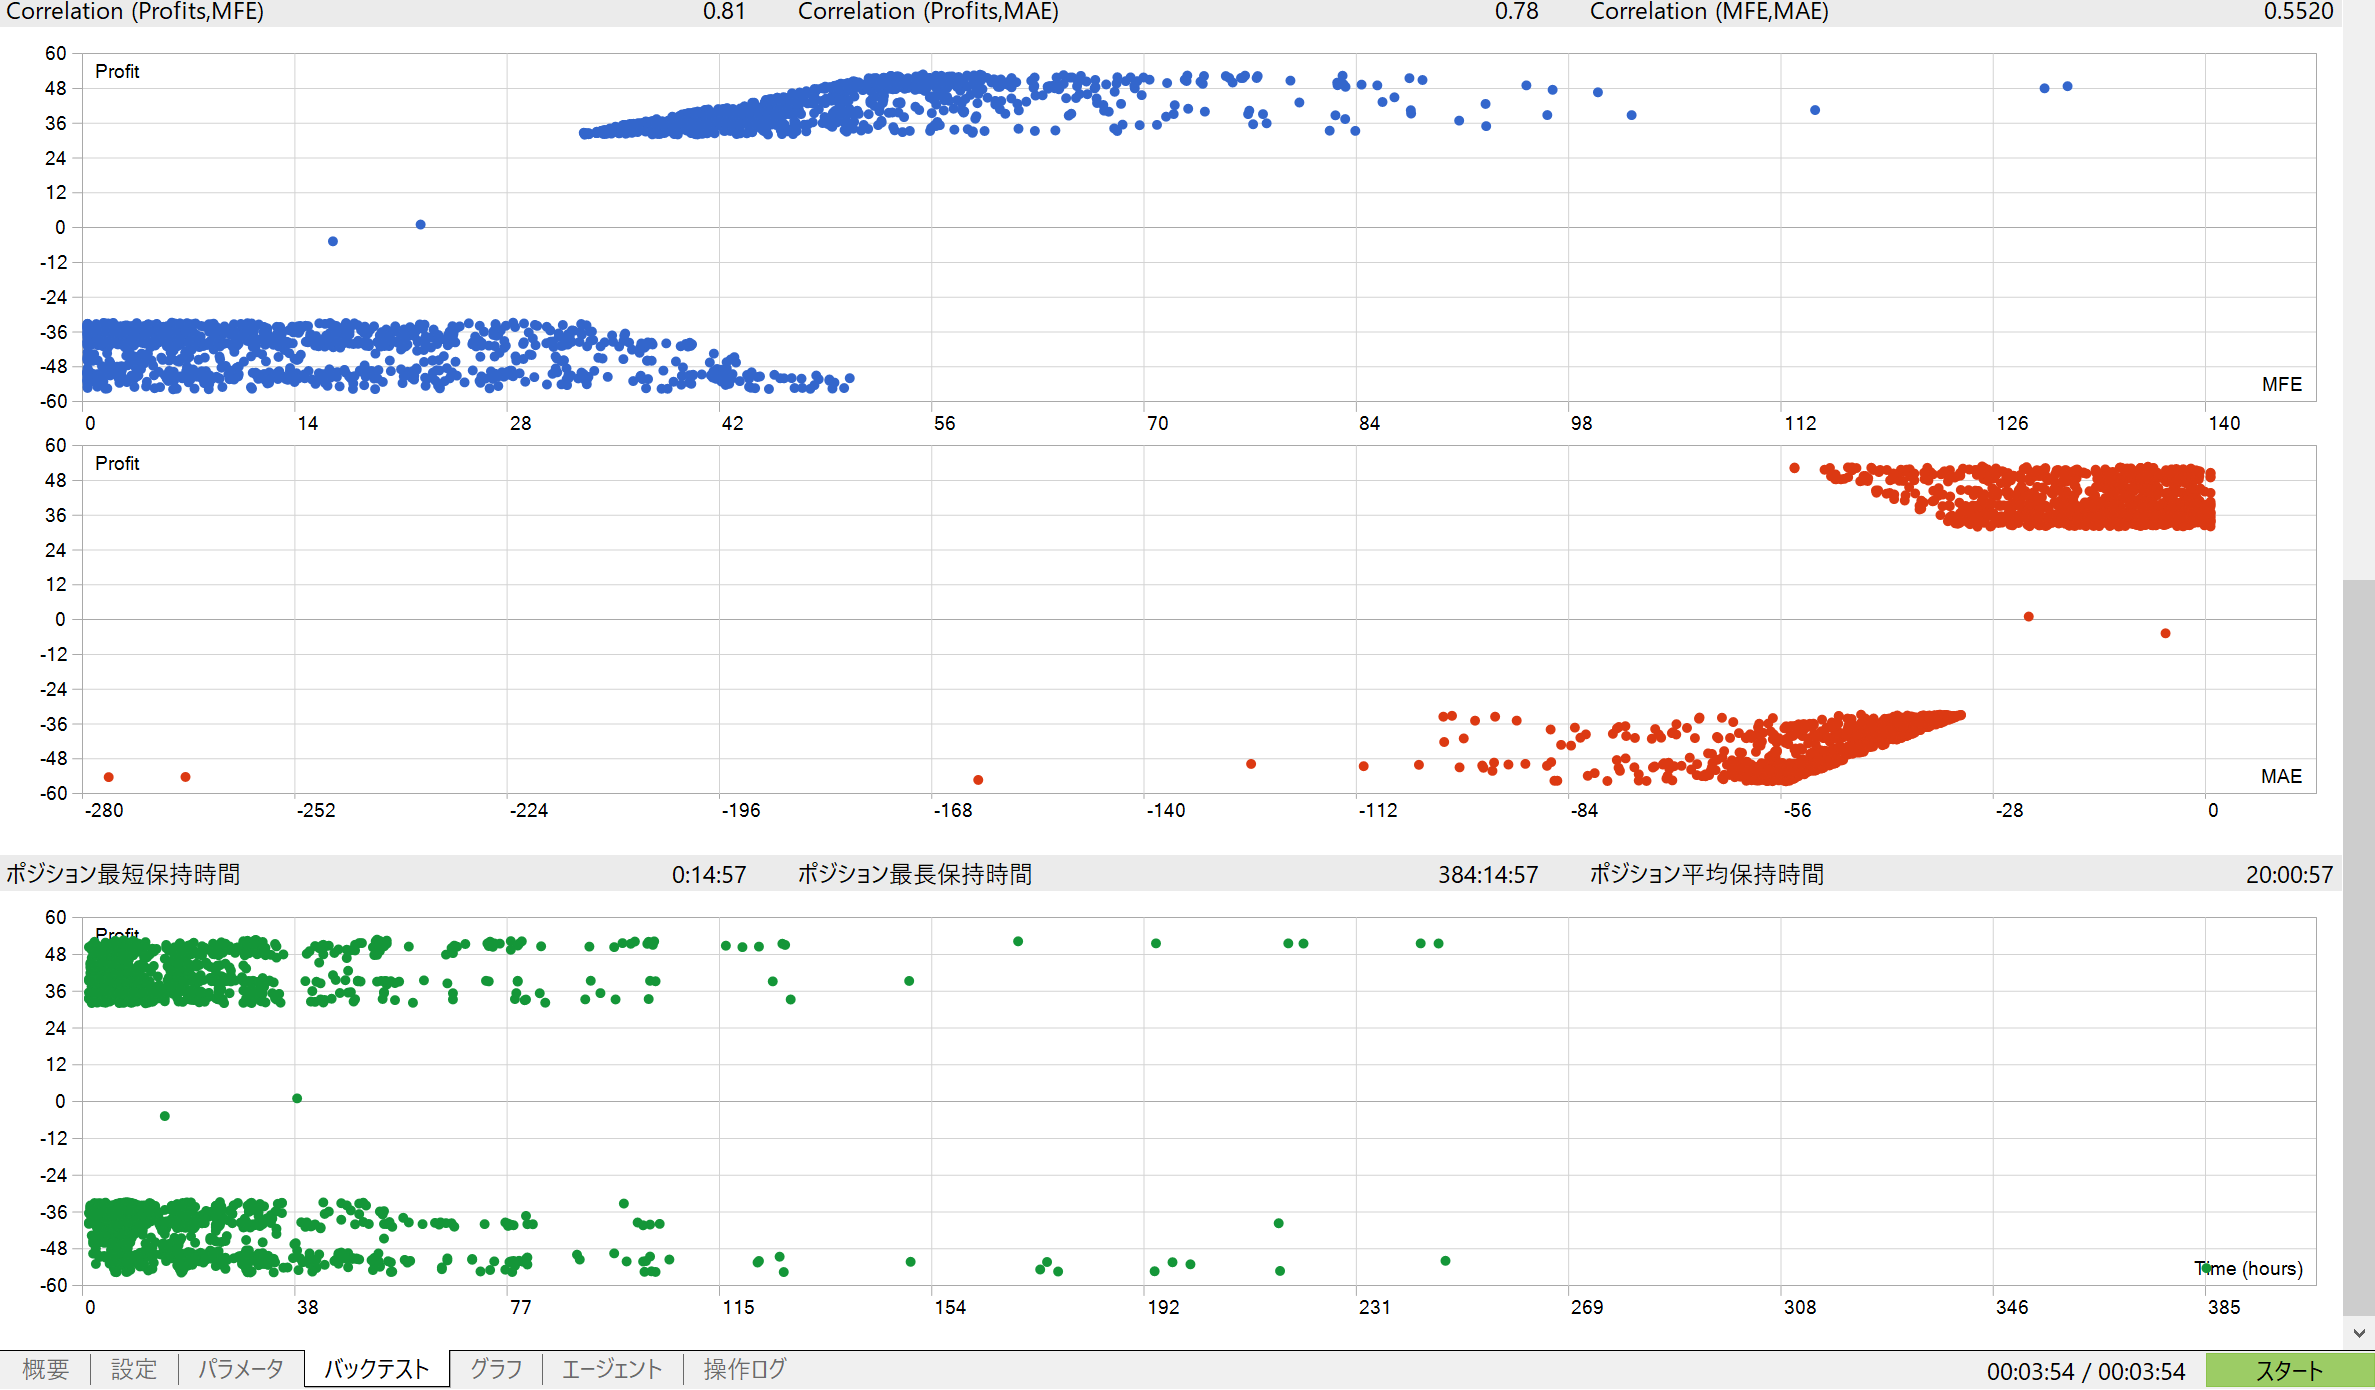 Correlation (Profits,MFE) 0.81 Correlation (Profits,MAE) 0.78 Correlation (MFE,MAE) 0.5520
60
Profit
48
36
24
12
0
-12
-24
-36
-48
MFE
-60
0 14 28 42 56 70 84 98 112 126 140
60
Profit
48
36
24
12
0
-12
-24
-36
-48
MAE
-60
-280 -252 -224 -196 -168 -140 -112 -84 -56 -28 0
ポジション最短保持時間 0:14:57 ポジション最長保持時間 384:14:57 ポジション平均保持時間 20:00:57
60
Profit
48
36
24
12
0
-12
-24
-36
-48
Time (hours)
-60
0 38 77 115 154 192 231 269 308 346 385
概要 設定 パラメータ バックテスト グラフ エージェント 操作ログ 00:03:54 / 00:03:54 スタート